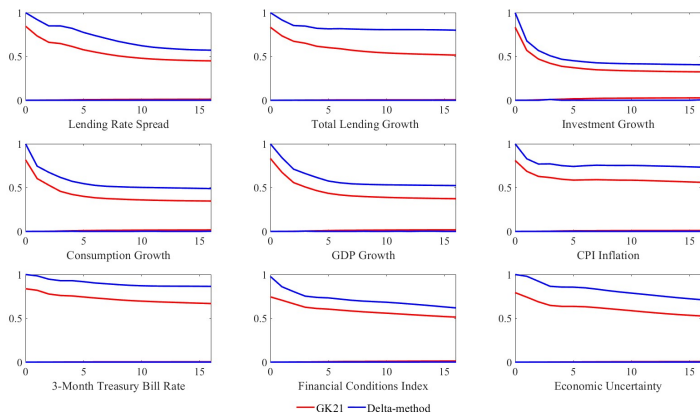 1
0.5
0
0 5 10 15
Lending Rate Spread
1
0.5
0
0 5 10 15
Total Lending Growth
1
0.5
0
0 5 10 15
Investment Growth
1
0.5
0
0 5 10 15
Consumption Growth
1
0.5
0
0 5 10 15
GDP Growth
1
0.5
0
0 5 10 15
CPI Inflation
1
0.5
0
0 5 10 15
3-Month Treasury Bill Rate
1
0.5
0
0 5 10 15
Financial Conditions Index
1
0.5
0
0 5 10 15
Economic Uncertainty
GK21 Delta-method